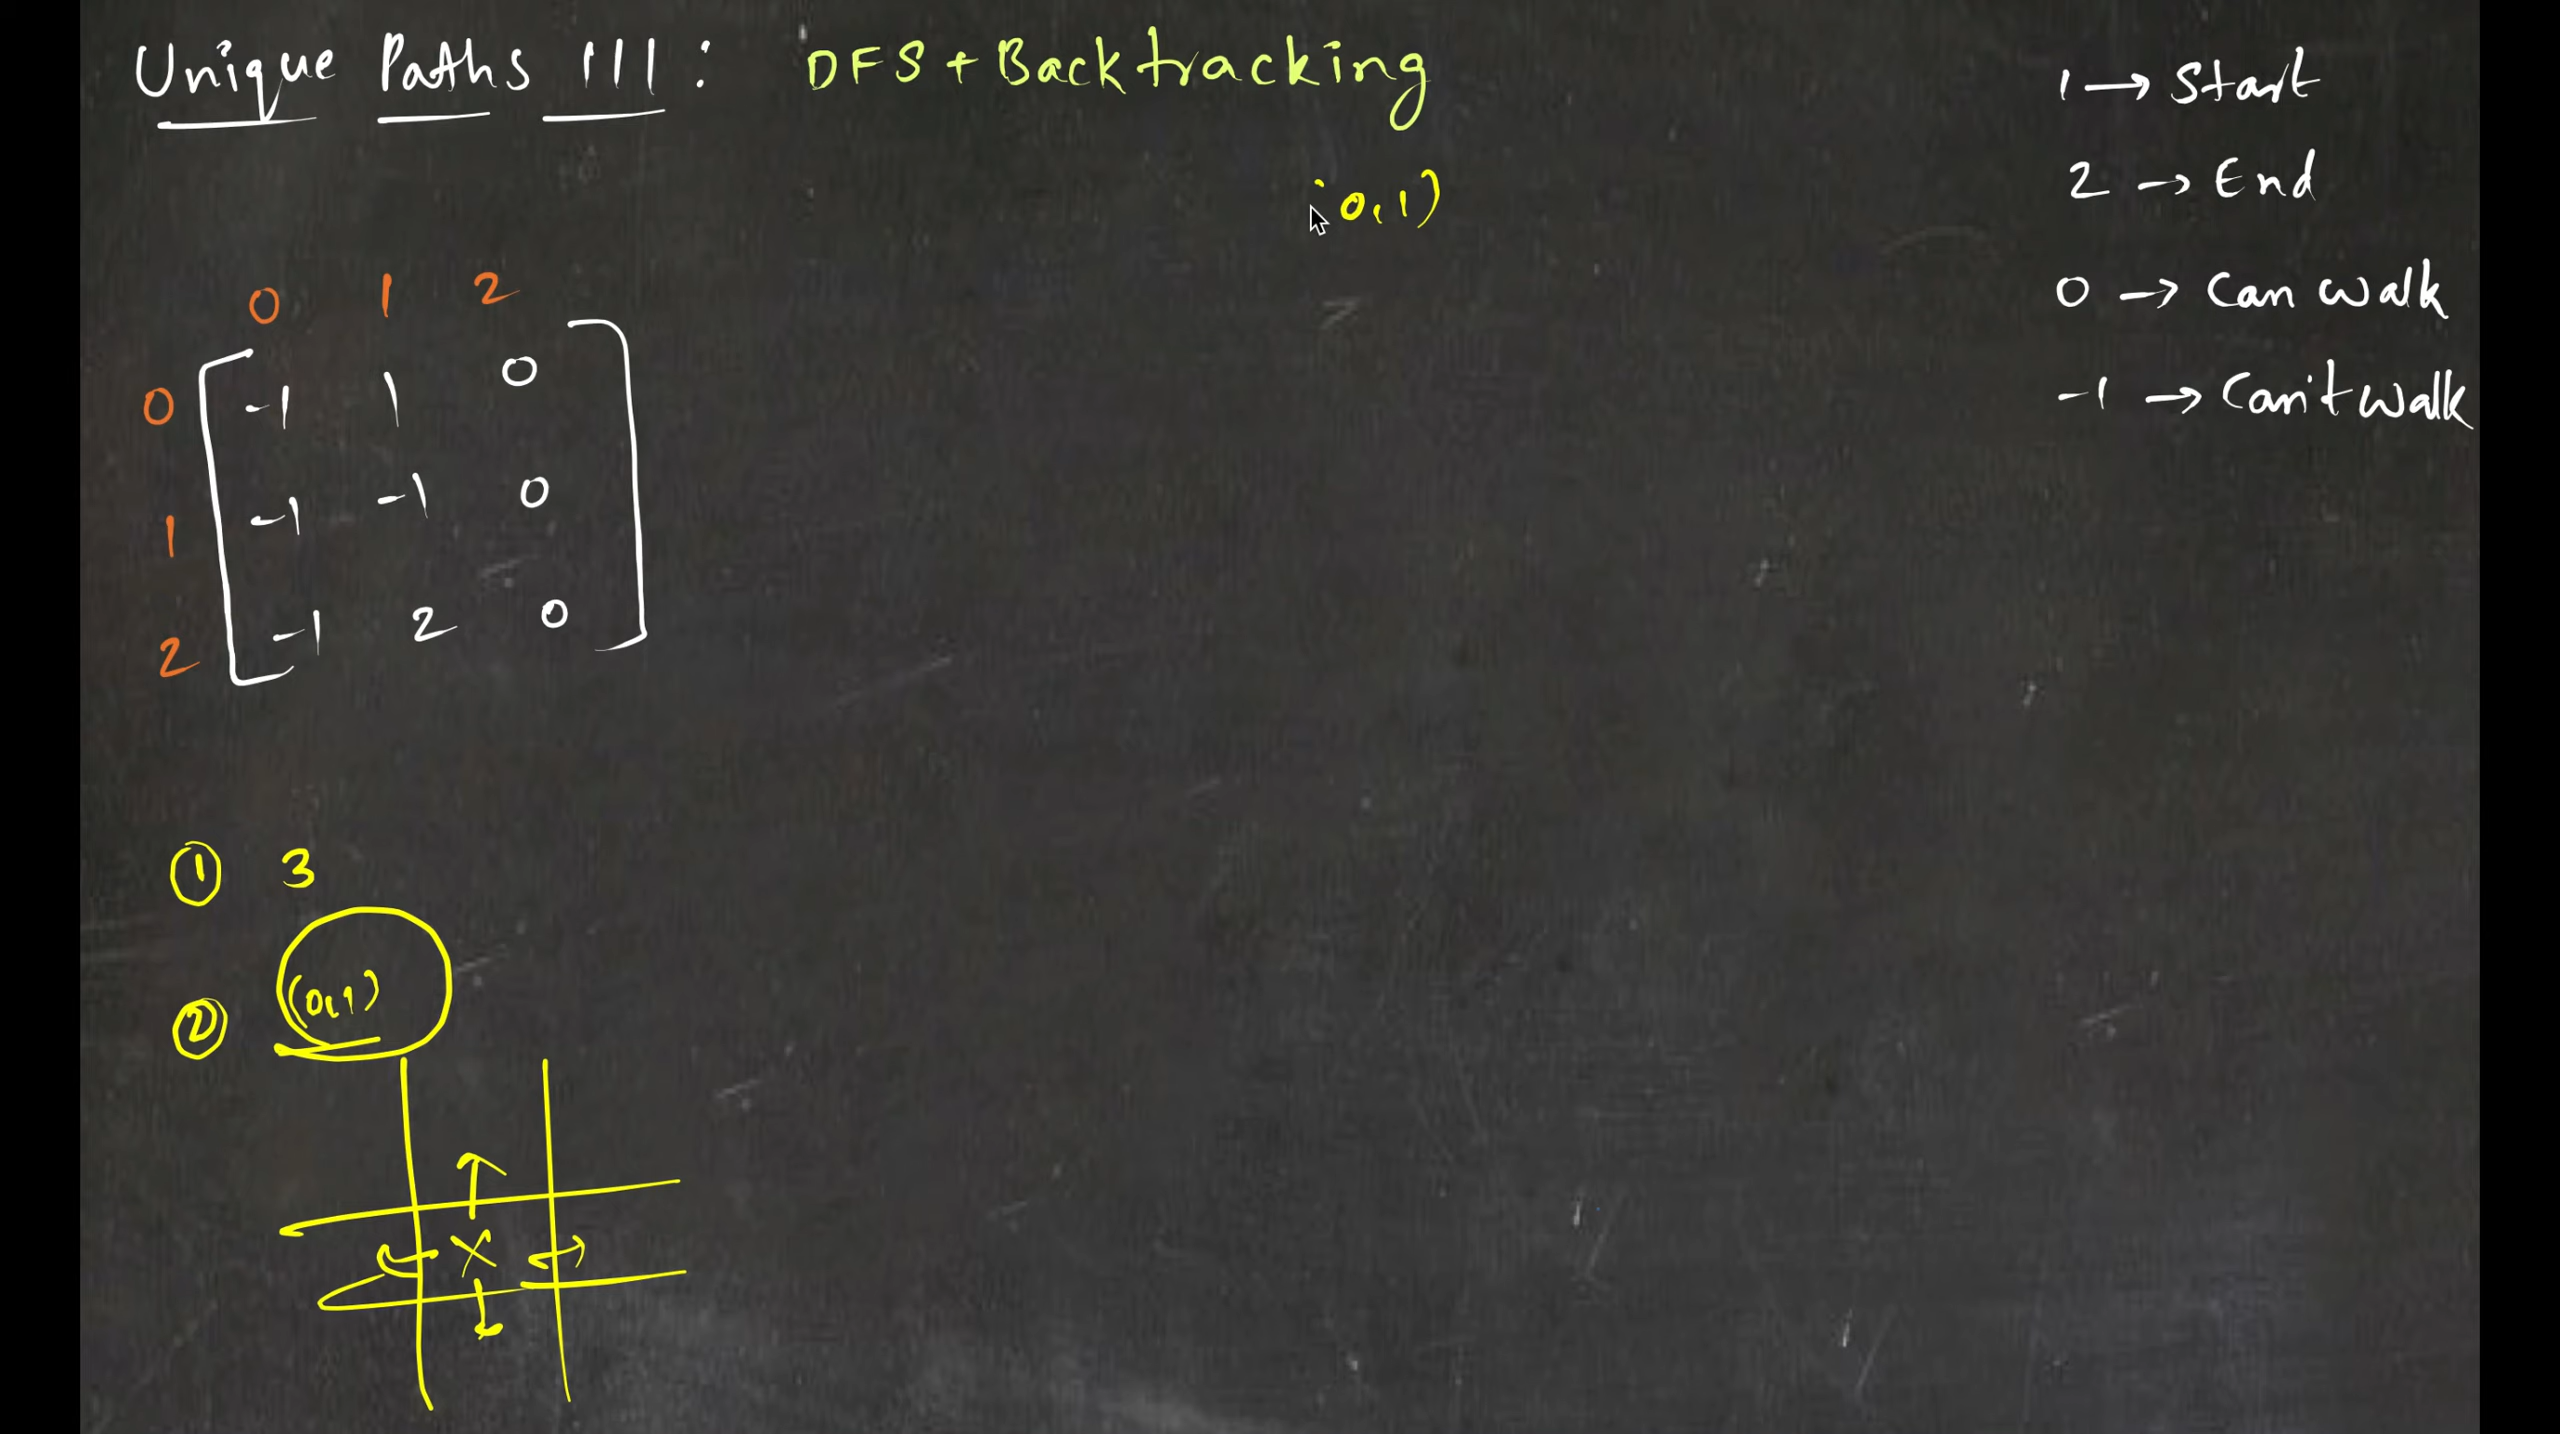 Unique Paths III : DFS + Backtracking
1 → Start
2 → End
0 → Can walk
-1 → Can't walk
0,1)
0 1 2
0 -1 1 0
1 -1 -1 0
2 -1 2 0
① 3
② (0,1)
X